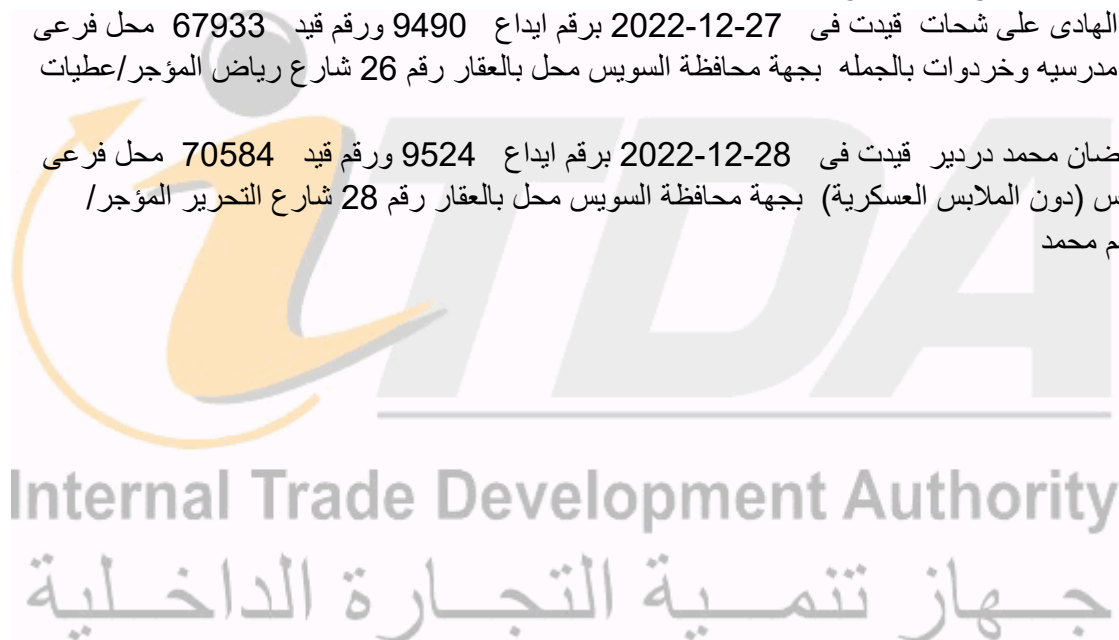 الهادى على شحات قيدت فى 27-12-2022 برقم ايداع 9490 ورقم قيد 67933 محل فرعى
مدرسيه وخردوات بالجمله بجهة محافظة السويس محل بالعقار رقم 26 شارع رياض المؤجر/عطيات
ضان محمد دردير قيدت فى 28-12-2022 برقم ايداع 9524 ورقم قيد 70584 محل فرعى
س (دون الملابس العسكرية) بجهة محافظة السويس محل بالعقار رقم 28 شارع التحرير المؤجر/
م محمد
iTDA
Internal Trade Development Authority
جهاز تنمية التجارة الداخلية